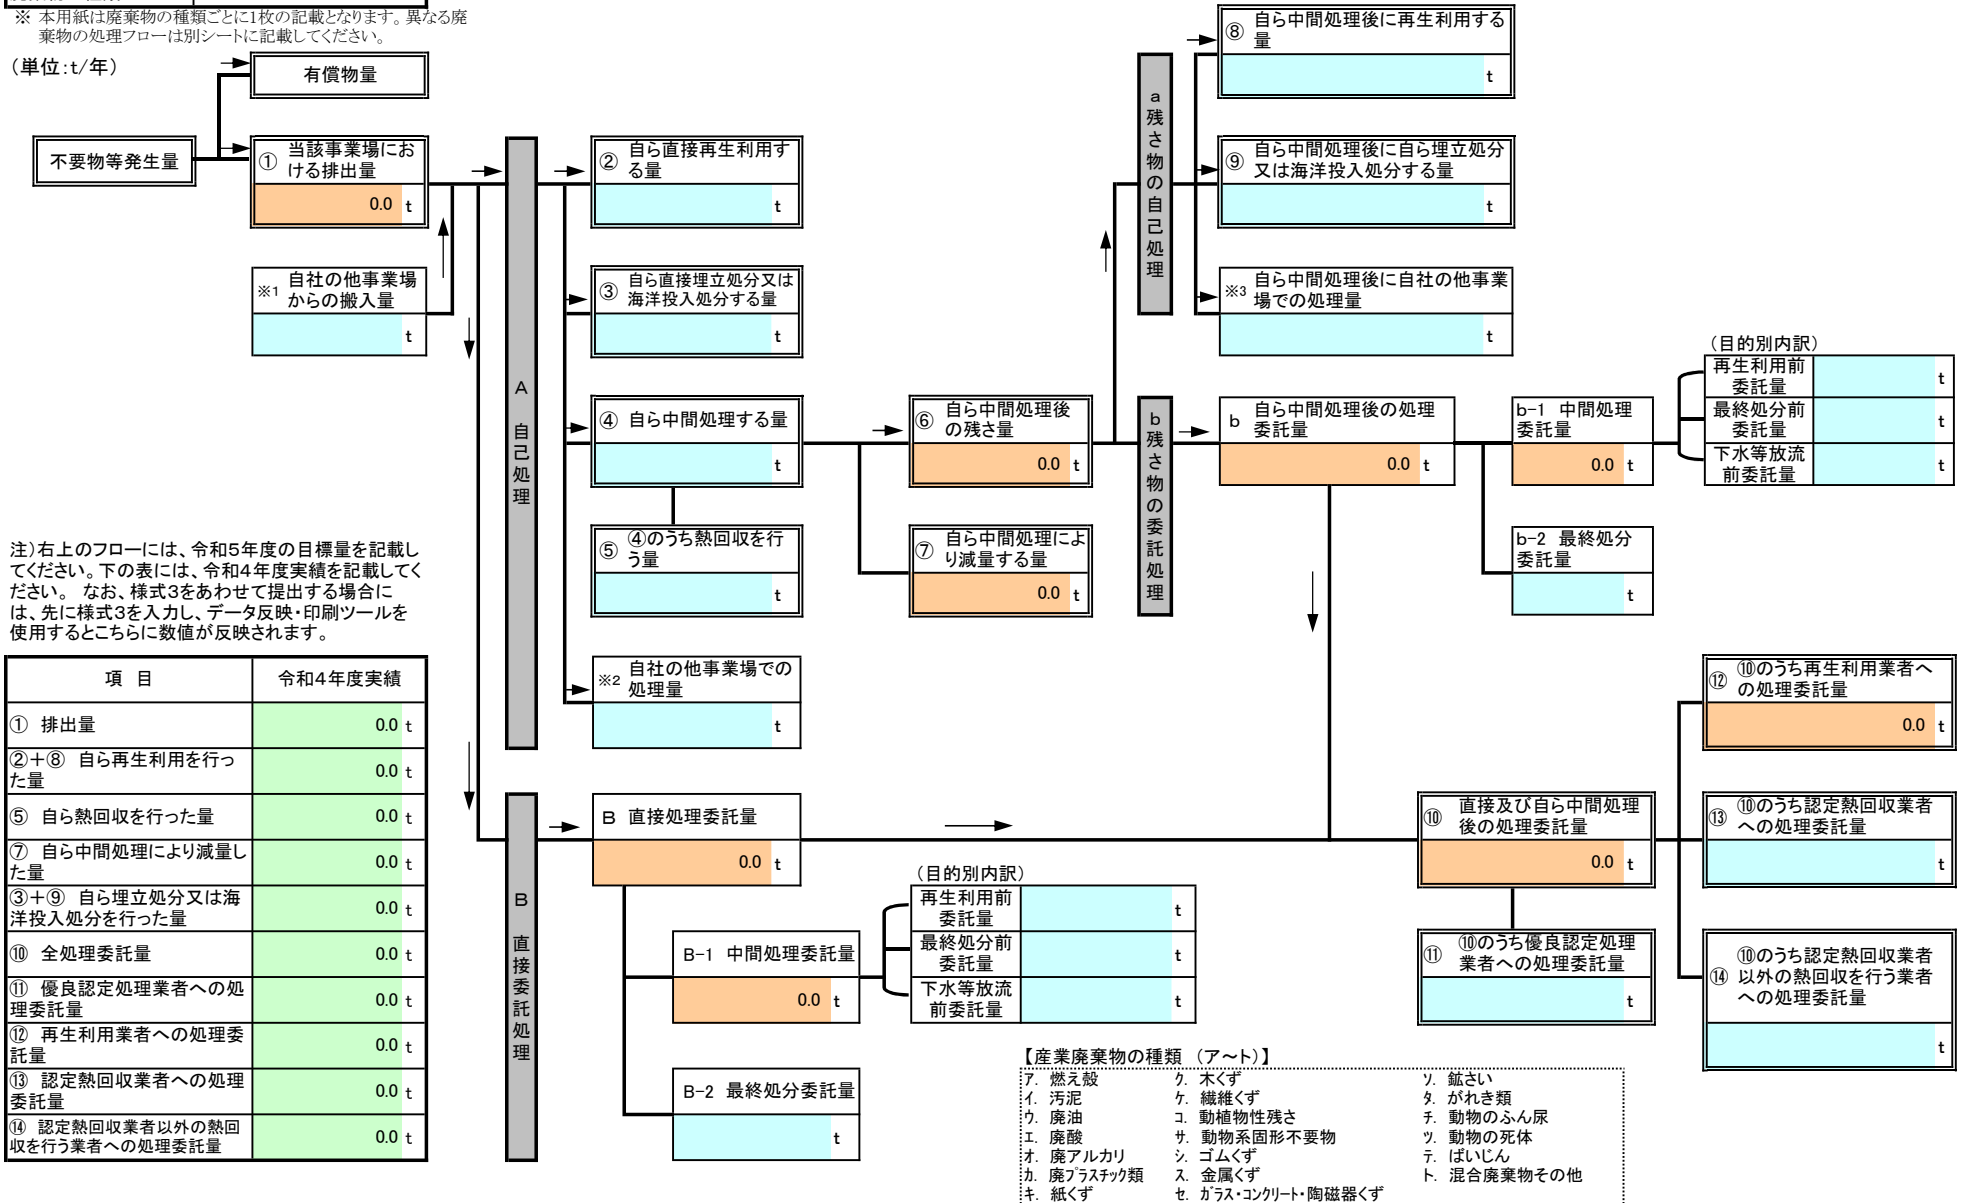 ※ 本用紙は廃棄物の種類ごとに1枚の記載となります。異なる廃
棄物の処理フローは別シートに記載してください。
(単位:t/年)
有償物量
不要物等発生量
① 当該事業場にお
ける排出量
0.0 t
※1 自社の他事業場
からの搬入量
t
A 自己処理
② 自ら直接再生利用す
る量
t
③ 自ら直接埋立処分又は
海洋投入処分する量
t
④ 自ら中間処理する量
t
⑤ ④のうち熱回収を行
う量
t
※2 自社の他事業場での
処理量
t
⑥ 自ら中間処理後
の残さ量
0.0 t
⑦ 自ら中間処理によ
り減量する量
0.0 t
a 残さ物の自己処理
⑧ 自ら中間処理後に再生利用する
量
t
⑨ 自ら中間処理後に自ら埋立処分
又は海洋投入処分する量
t
※3 自ら中間処理後に自社の他事業
場での処理量
t
b 残さ物の委託処理
b 自ら中間処理後の処理
委託量
0.0 t
b-1 中間処理
委託量
0.0 t
b-2 最終処分
委託量
t
(目的別内訳)
再生利用前
委託量
t
最終処分前
委託量
t
下水等放流
前委託量
t
注)右上のフローには、令和5年度の目標量を記載し
てください。下の表には、令和4年度実績を記載してく
ださい。 なお、様式3をあわせて提出する場合に
は、先に様式3を入力し、データ反映・印刷ツールを
使用するとこちらに数値が反映されます。
項 目 令和4年度実績
① 排出量 0.0 t
②+⑧ 自ら再生利用を行っ
た量 0.0 t
⑤ 自ら熱回収を行った量 0.0 t
⑦ 自ら中間処理により減量し
た量 0.0 t
③+⑨ 自ら埋立処分又は海
洋投入処分を行った量 0.0 t
⑩ 全処理委託量 0.0 t
⑪ 優良認定処理業者への処
理委託量 0.0 t
⑫ 再生利用業者への処理委
託量 0.0 t
⑬ 認定熱回収業者への処理
委託量 0.0 t
⑭ 認定熱回収業者以外の熱回
収を行う業者への処理委託量 0.0 t
B 直接委託処理
B 直接処理委託量
0.0 t
B-1 中間処理委託量
0.0 t
B-2 最終処分委託量
t
(目的別内訳)
再生利用前
委託量
t
最終処分前
委託量
t
下水等放流
前委託量
t
⑩ 直接及び自ら中間処理
後の処理委託量
0.0 t
⑪ ⑩のうち優良認定処理
業者への処理委託量
t
⑫ ⑩のうち再生利用業者へ
の処理委託量
0.0 t
⑬ ⑩のうち認定熱回収業者
への処理委託量
t
⑭ ⑩のうち認定熱回収業者
以外の熱回収を行う業者
への処理委託量
t
【産業廃棄物の種類 (ア~ト)】
ア. 燃え殻 ク. 木くず ソ. 鉱さい
イ. 汚泥 ケ. 繊維くず タ. がれき類
ウ. 廃油 コ. 動植物性残さ チ. 動物のふん尿
エ. 廃酸 サ. 動物系固形不要物 ツ. 動物の死体
オ. 廃アルカリ シ. ゴムくず テ. ばいじん
カ. 廃プラスチック類 ス. 金属くず ト. 混合廃棄物その他
キ. 紙くず セ. ガラス・コンクリート・陶磁器くず